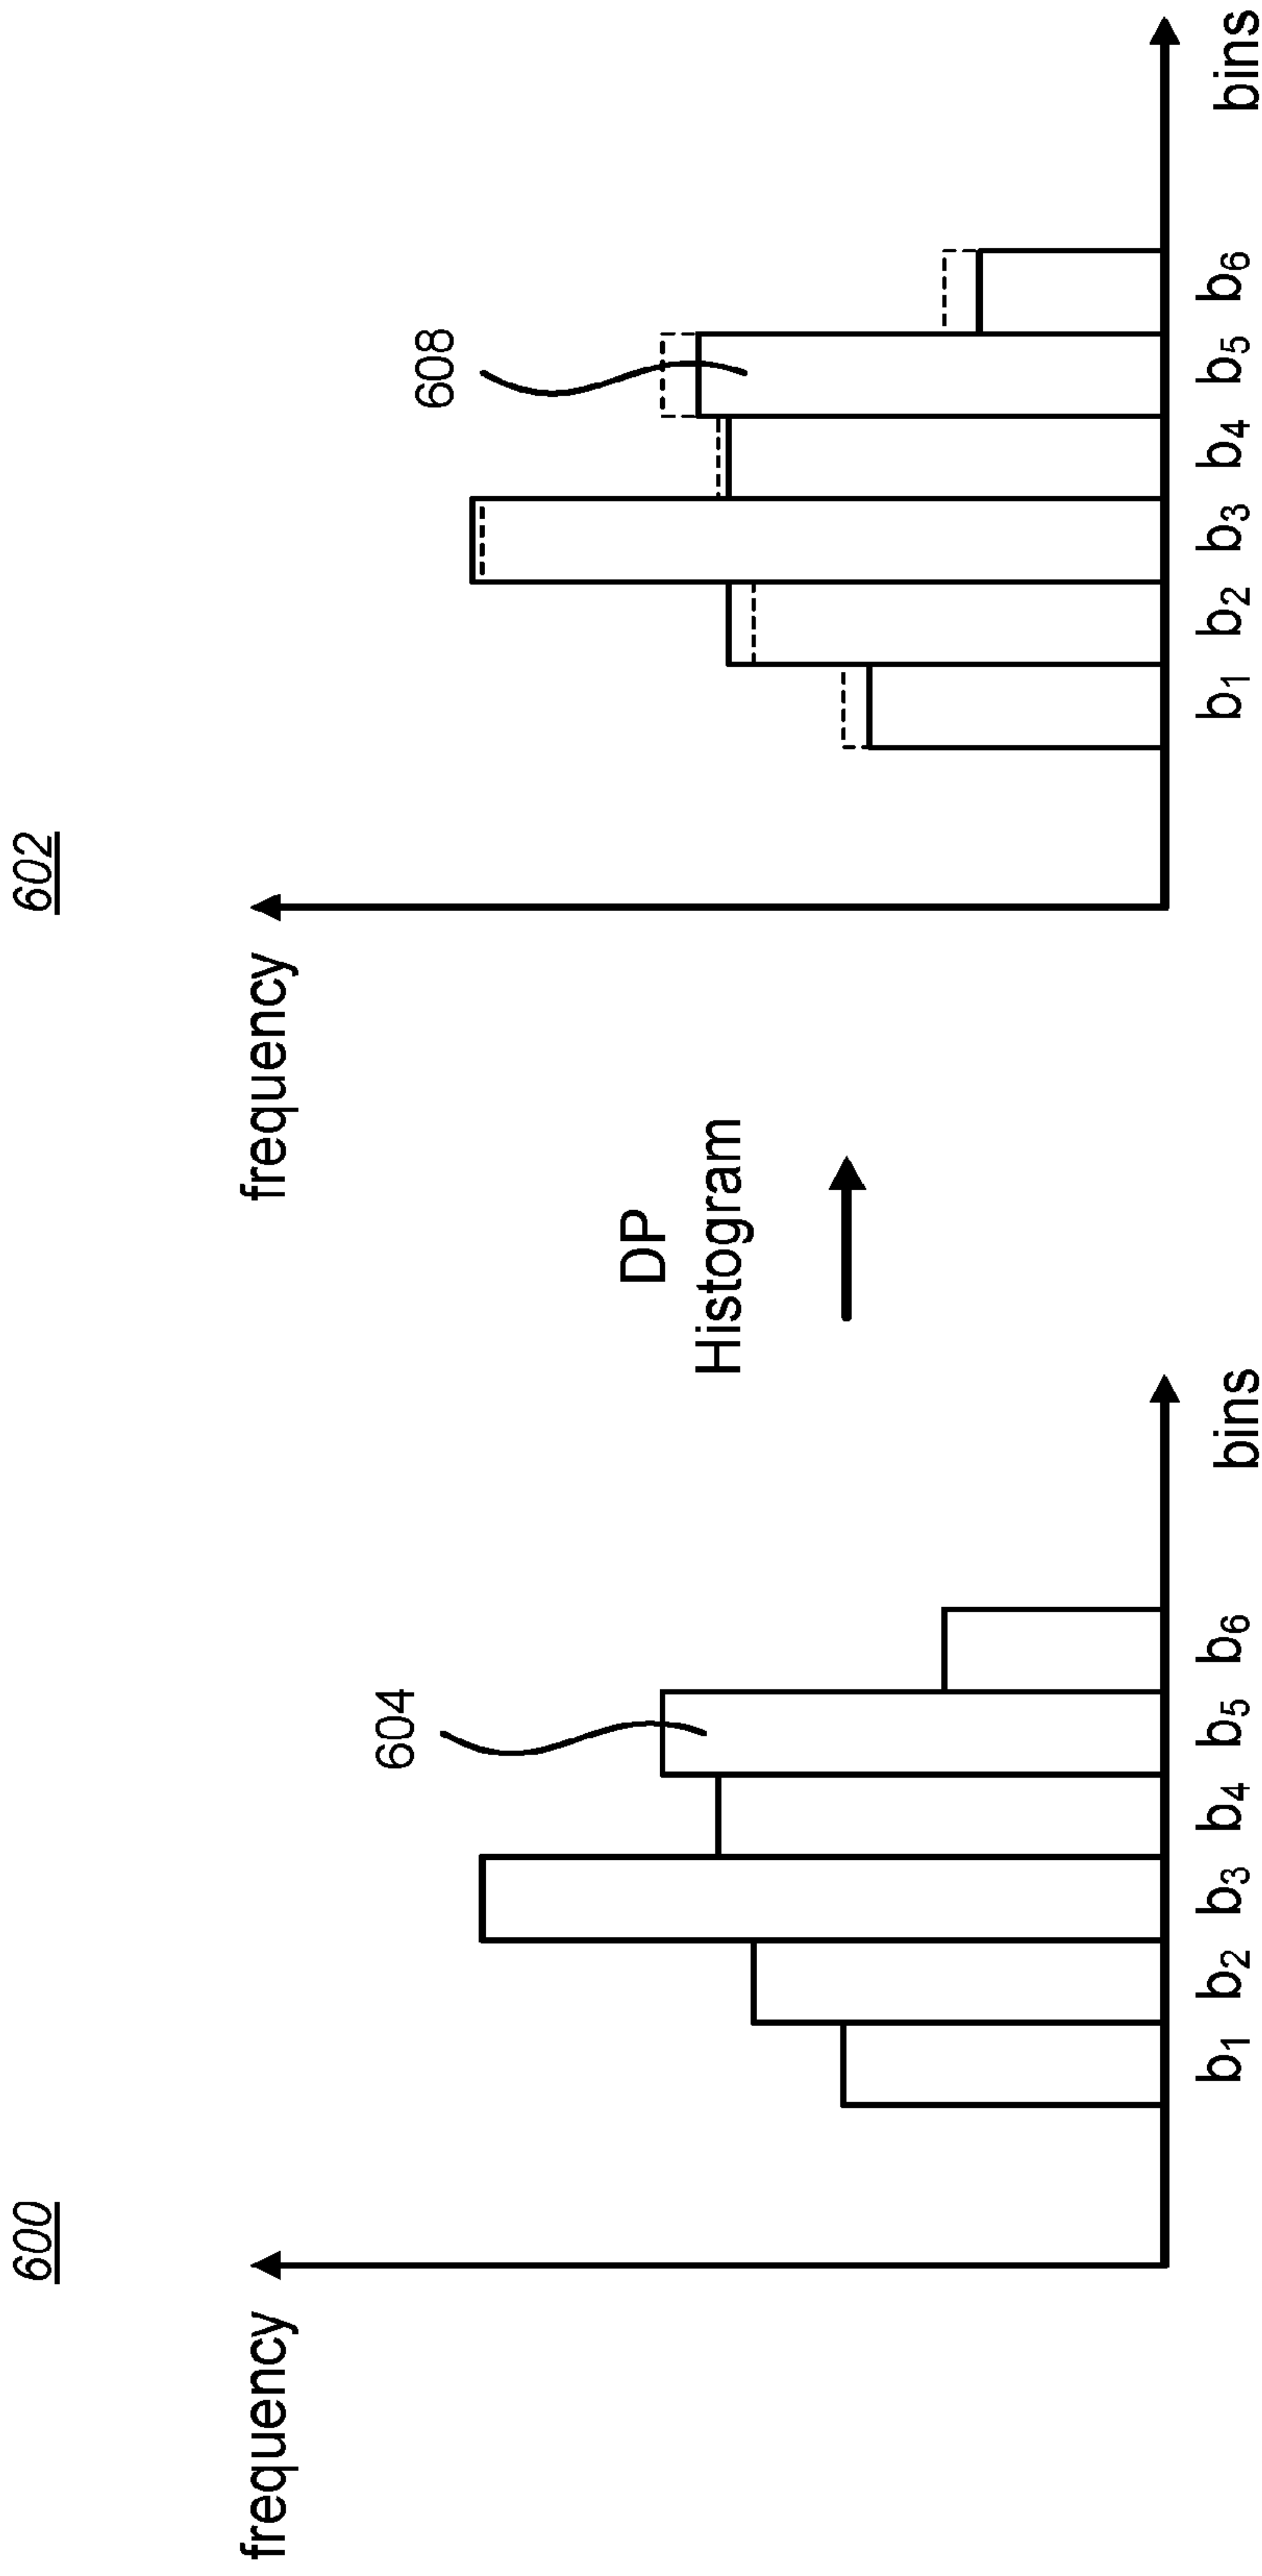 600
frequency
604
b1 b2 b3 b4 b5 b6
bins
DP
Histogram
602
frequency
608
b1 b2 b3 b4 b5 b6
bins